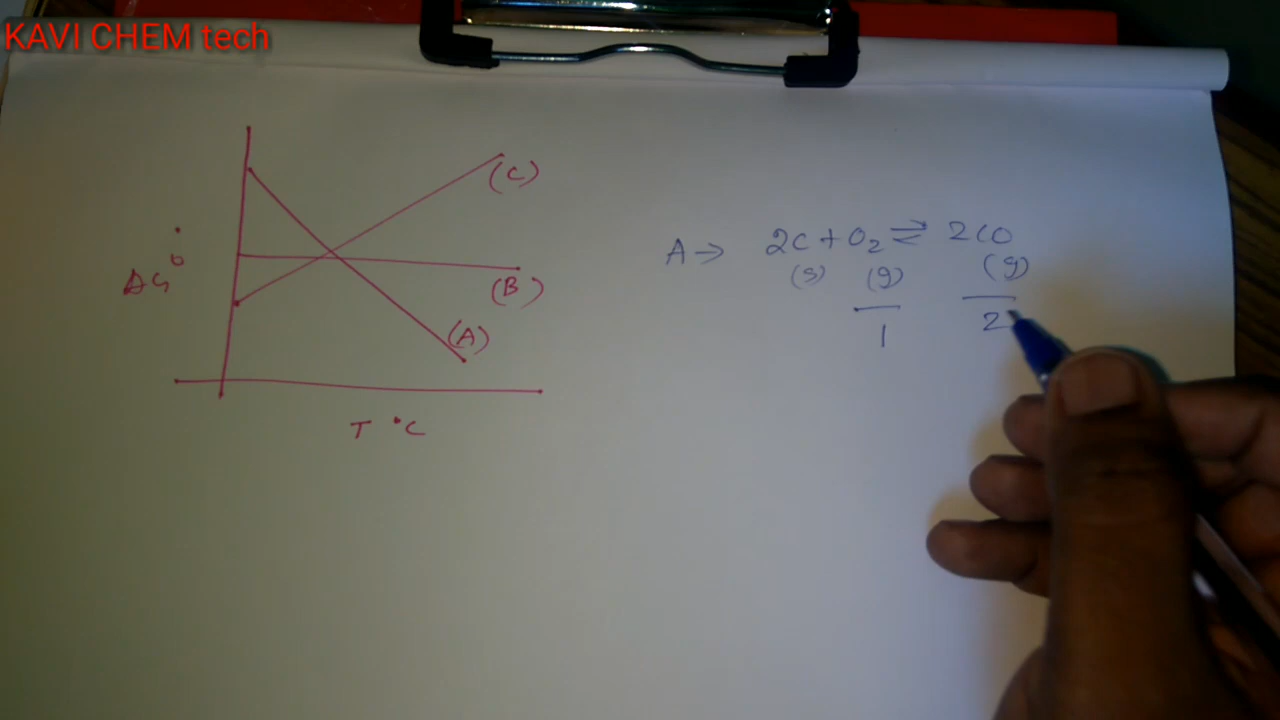 KAVI CHEM tech
(C)
ΔG°
(B)
(A)
T °C
A → 2C + O₂ ⇌ 2CO
(s) (g) (g)
1 2